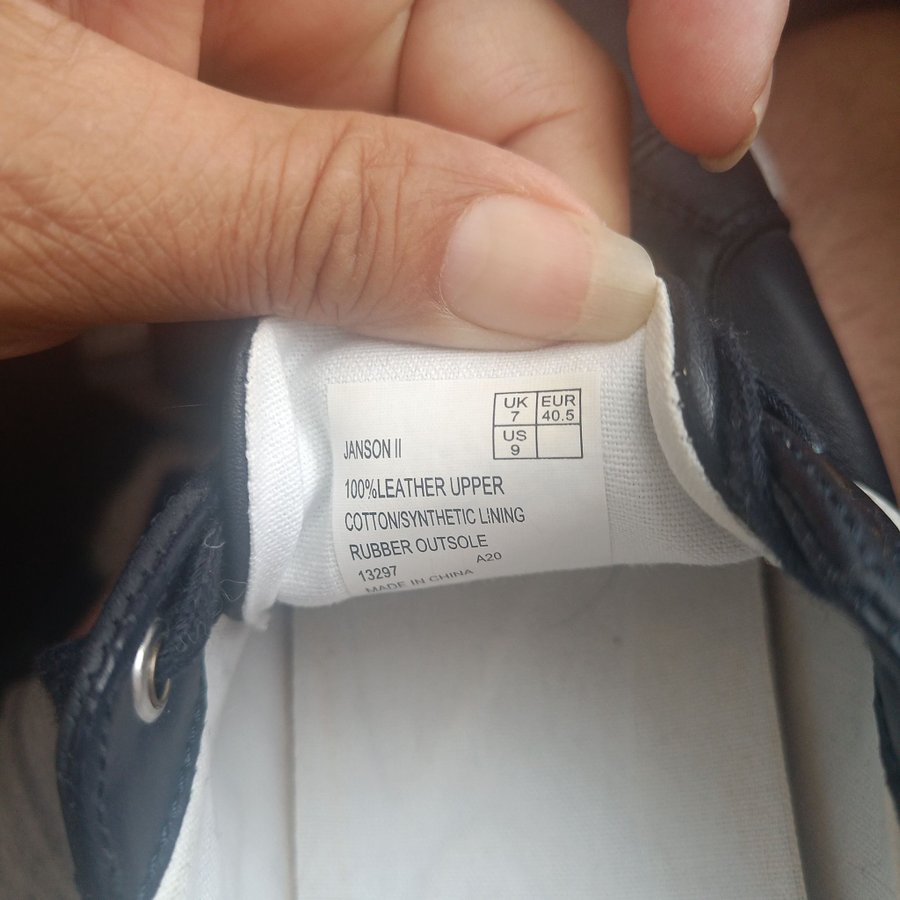 UK 7 EUR 40.5
US 9
JANSON II
100%LEATHER UPPER
COTTON/SYNTHETIC LINING
RUBBER OUTSOLE
13297 A20
MADE IN CHINA